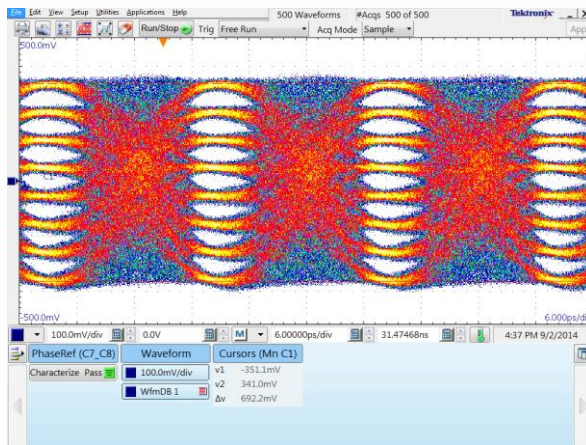 File Edit View Setup Utilities Applications Help 500 Waveforms #Acqs 500 of 500 Tektronix
Run/Stop Trig Free Run Acq Mode Sample App
500.0mV
C1
-500.0mV 6.000ps/di
100.0mV/div 0.0V M 6.00000ps/div 31.47468ns 4:37 PM 9/2/2014
PhaseRef (C7_C8) Waveform Cursors (Mn C1)
Characterize Pass 100.0mV/div v1 -351.1mV
v2 341.0mV
WfmDB 1 Δv 692.2mV